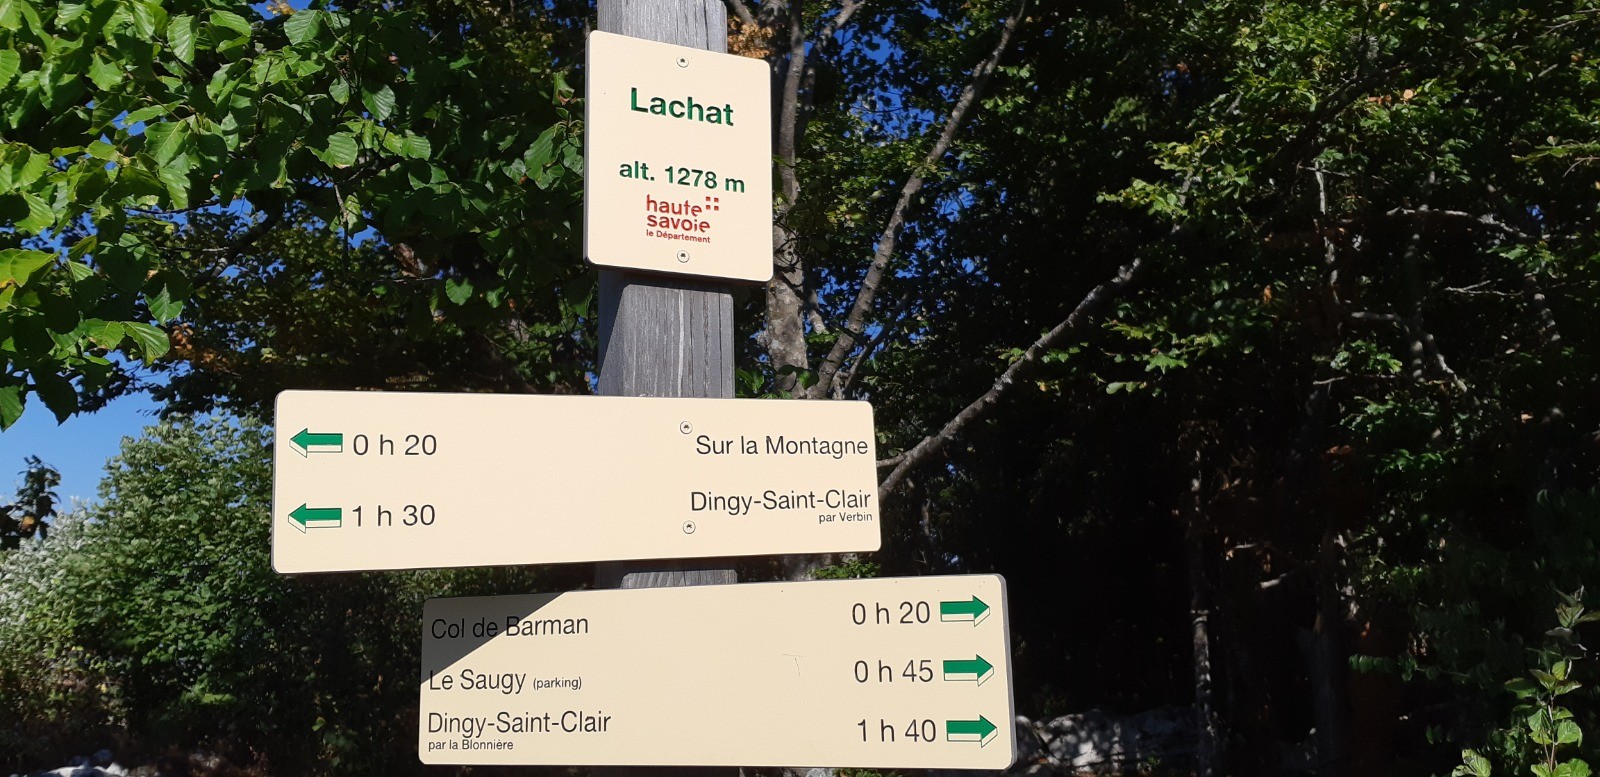 Lachat
alt. 1278 m
haute
savoie
le Département
0 h 20 Sur la Montagne
1 h 30 Dingy-Saint-Clair
par Verbin
Col de Barman 0 h 20
Le Saugy (parking) 0 h 45
Dingy-Saint-Clair 1 h 40
par la Blonnière